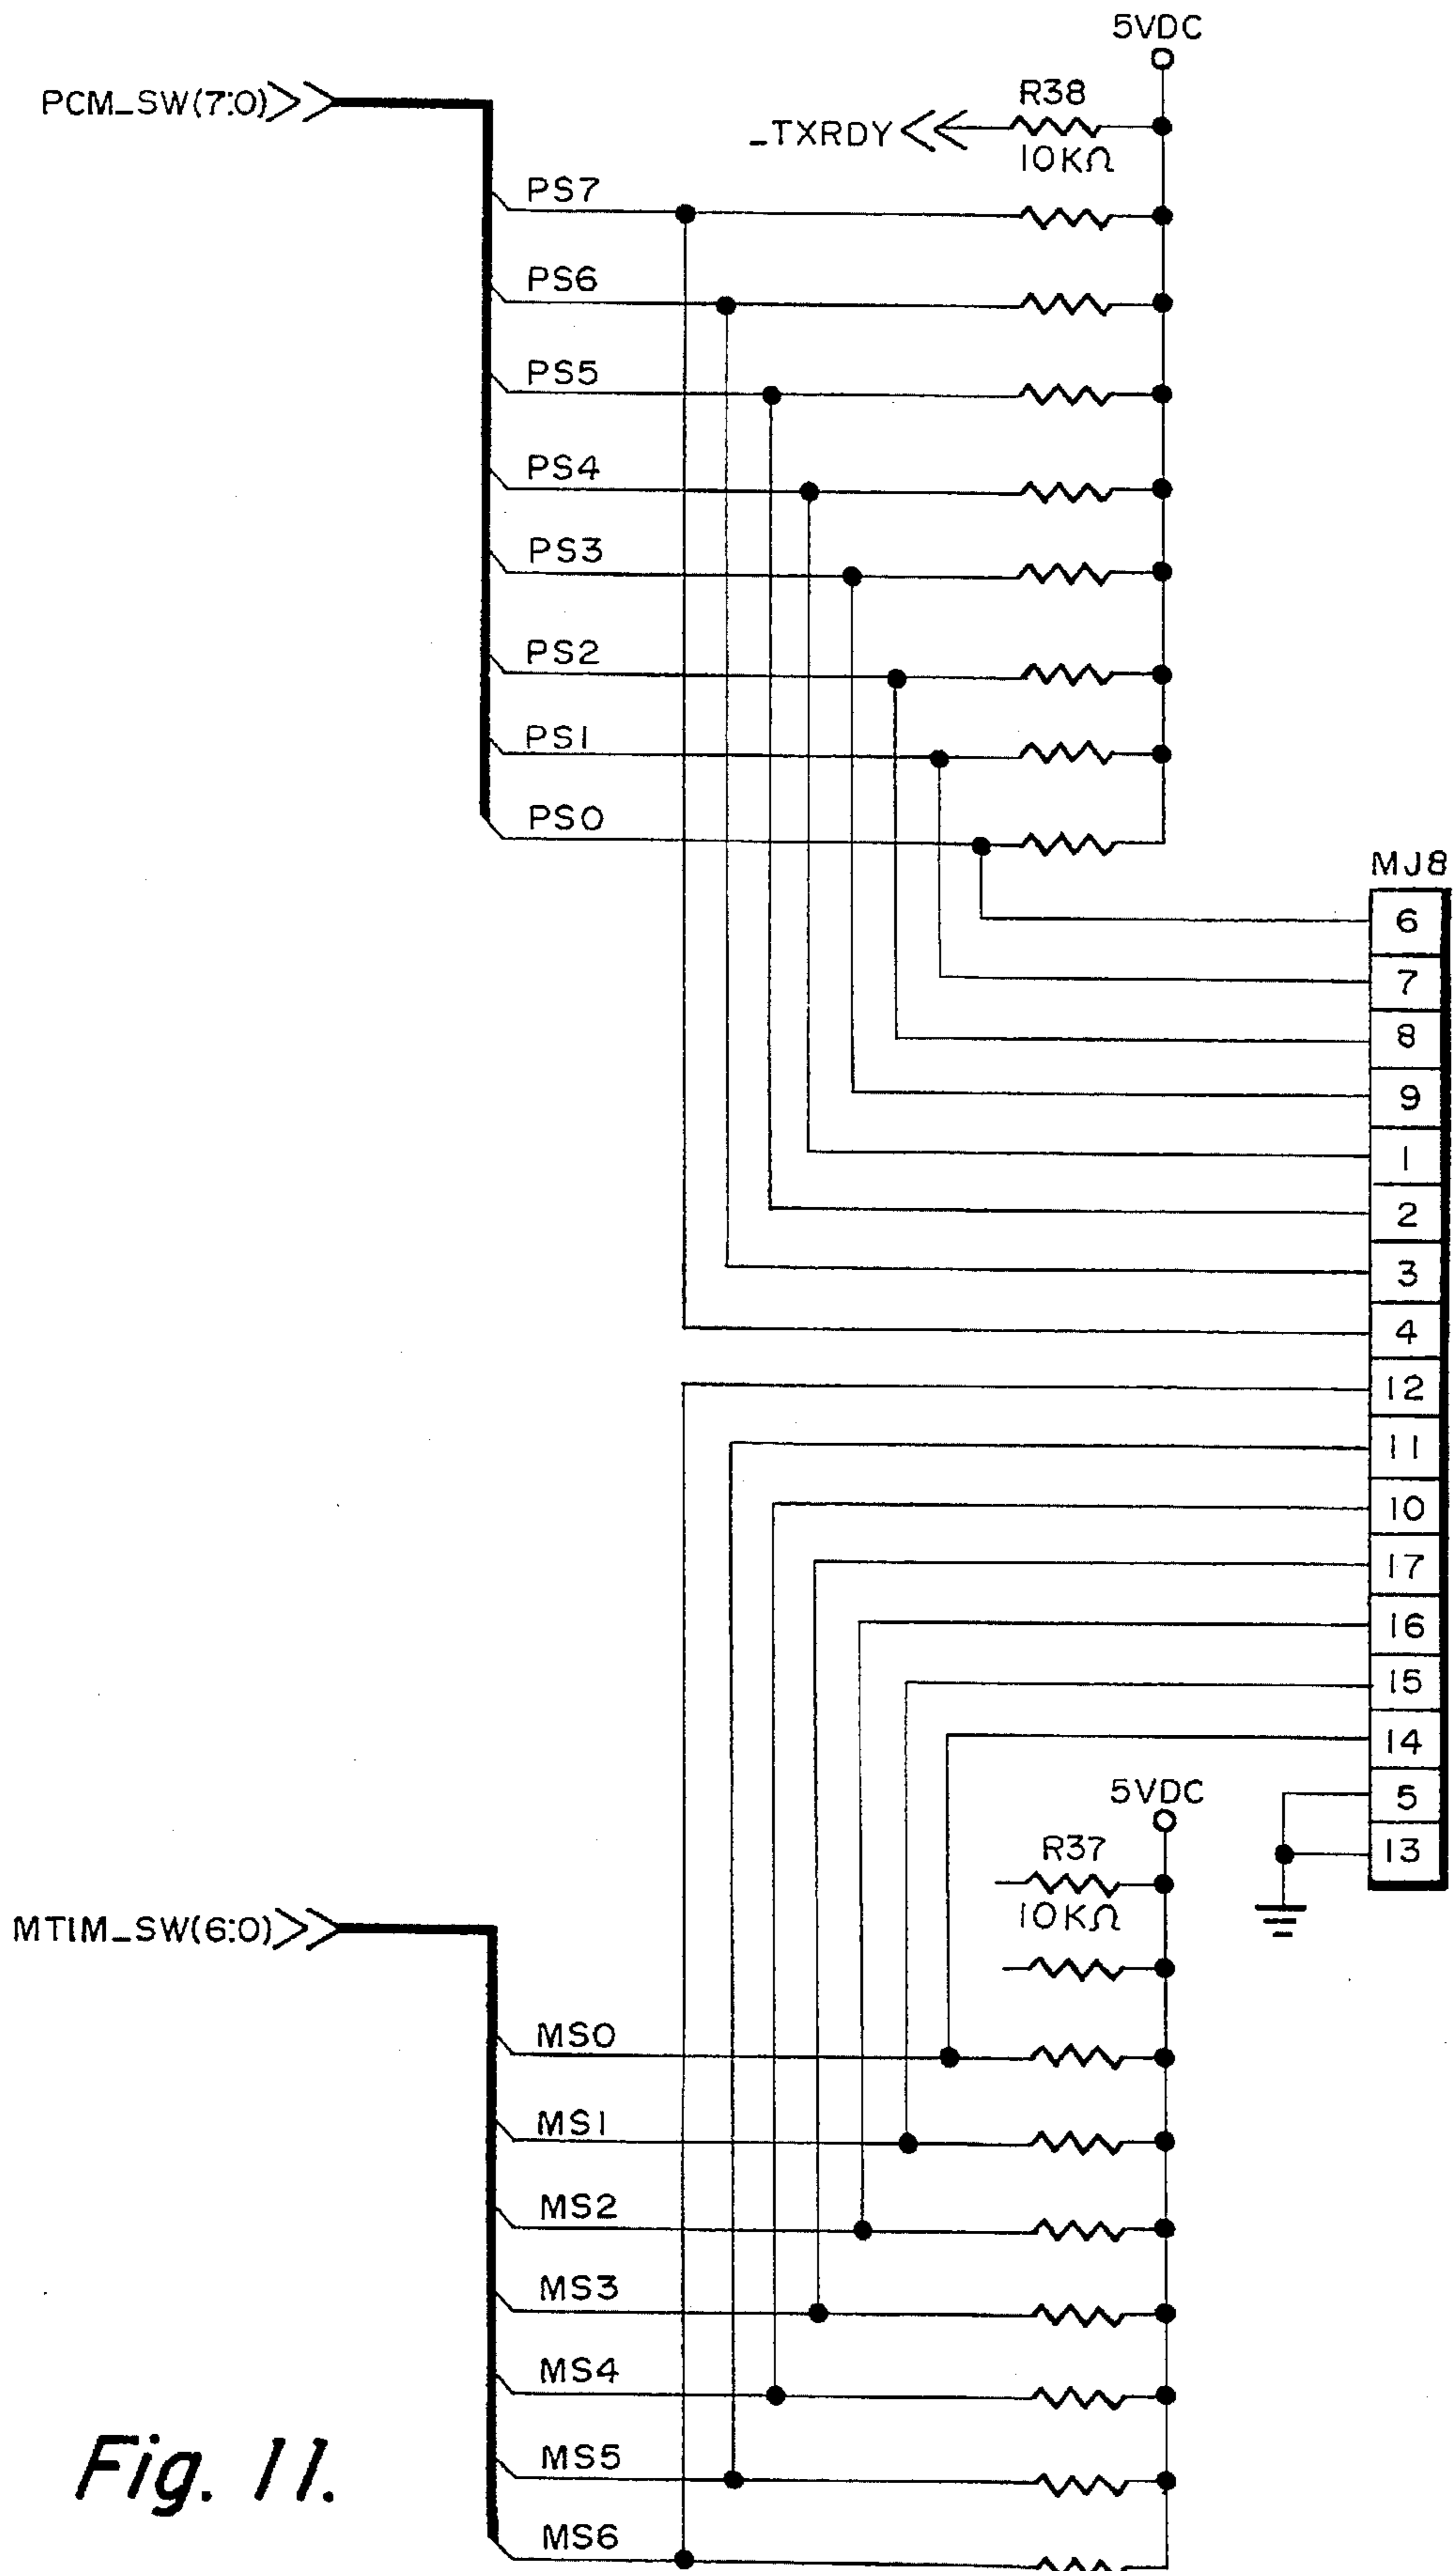 5VDC
PCM_SW(7:0)
R38
_TXRDY
10KΩ
PS7
PS6
PS5
PS4
PS3
PS2
PS1
PS0
MJ8
6
7
8
9
1
2
3
4
12
11
10
17
16
15
14
5
13
5VDC
R37
10KΩ
MTIM_SW(6:0)
MS0
MS1
MS2
MS3
MS4
MS5
MS6
Fig. 11.